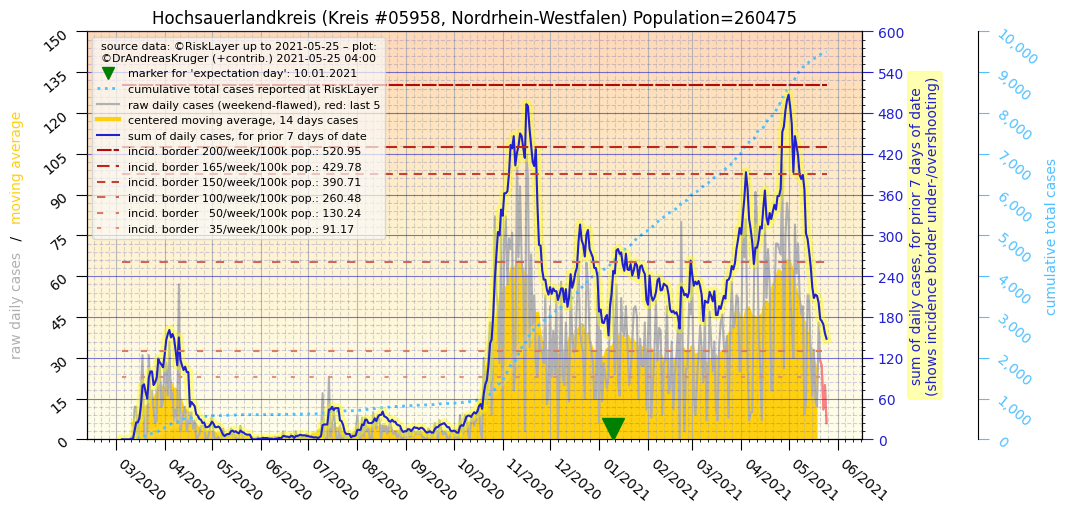 Hochsauerlandkreis (Kreis #05958, Nordrhein-Westfalen) Population=260475
source data: ©RiskLayer up to 2021-05-25 – plot:
©DrAndreasKruger (+contrib.) 2021-05-25 04:00
marker for 'expectation day': 10.01.2021
cumulative total cases reported at RiskLayer
raw daily cases (weekend-flawed), red: last 5
centered moving average, 14 days cases
sum of daily cases, for prior 7 days of date
incid. border 200/week/100k pop.: 520.95
incid. border 165/week/100k pop.: 429.78
incid. border 150/week/100k pop.: 390.71
incid. border 100/week/100k pop.: 260.48
incid. border   50/week/100k pop.: 130.24
incid. border   35/week/100k pop.: 91.17
raw daily cases / moving average
150
135
120
105
90
75
60
45
30
15
0
03/2020
04/2020
05/2020
06/2020
07/2020
08/2020
09/2020
10/2020
11/2020
12/2020
01/2021
02/2021
03/2021
04/2021
05/2021
06/2021
600
540
480
420
360
300
240
180
120
60
0
sum of daily cases, for prior 7 days of date
(shows incidence border under-/overshooting)
10,000
9,000
8,000
7,000
6,000
5,000
4,000
3,000
2,000
1,000
0
cumulative total cases